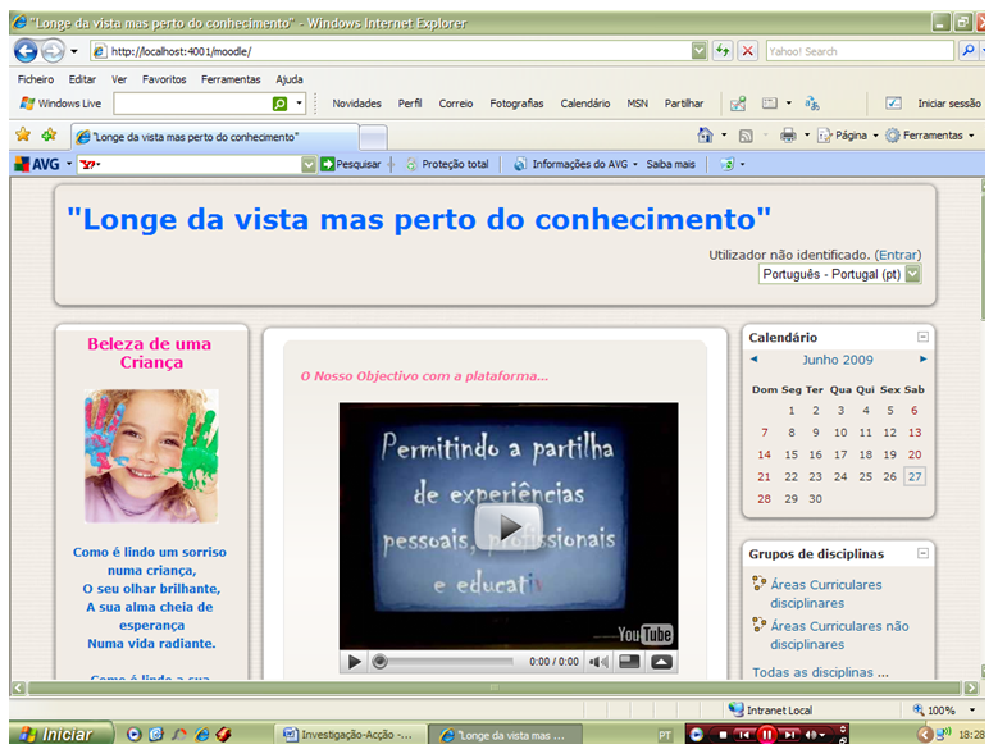 "Longe da vista mas perto do conhecimento" - Windows Internet Explorer
http://localhost:4001/moodle/
Yahoo! Search
Ficheiro Editar Ver Favoritos Ferramentas Ajuda
Windows Live Novidades Perfil Correio Fotografias Calendário MSN Partilhar Iniciar sessão
"Longe da vista mas perto do conhecimento" Página Ferramentas
AVG Pesquisar Proteção total Informações do AVG Saiba mais
"Longe da vista mas perto do conhecimento"
Utilizador não identificado. (Entrar)
Português - Portugal (pt)
Beleza de uma
Criança
Como é lindo um sorriso
numa criança,
O seu olhar brilhante,
A sua alma cheia de
esperança
Numa vida radiante.
Como é lindo a sua
O Nosso Objectivo com a plataforma...
Permitindo a partilha
de experiências
pessoais, profissionais
e educativ
YouTube
0:00 / 0:00
Calendário
Junho 2009
Dom Seg Ter Qua Qui Sex Sab
1 2 3 4 5 6
7 8 9 10 11 12 13
14 15 16 17 18 19 20
21 22 23 24 25 26 27
28 29 30
Grupos de disciplinas
Áreas Curriculares
disciplinares
Áreas Curriculares não
disciplinares
Todas as disciplinas ...
Intranet Local 100%
Iniciar Investigação-Acção -... "Longe da vista mas ... PT 18:28